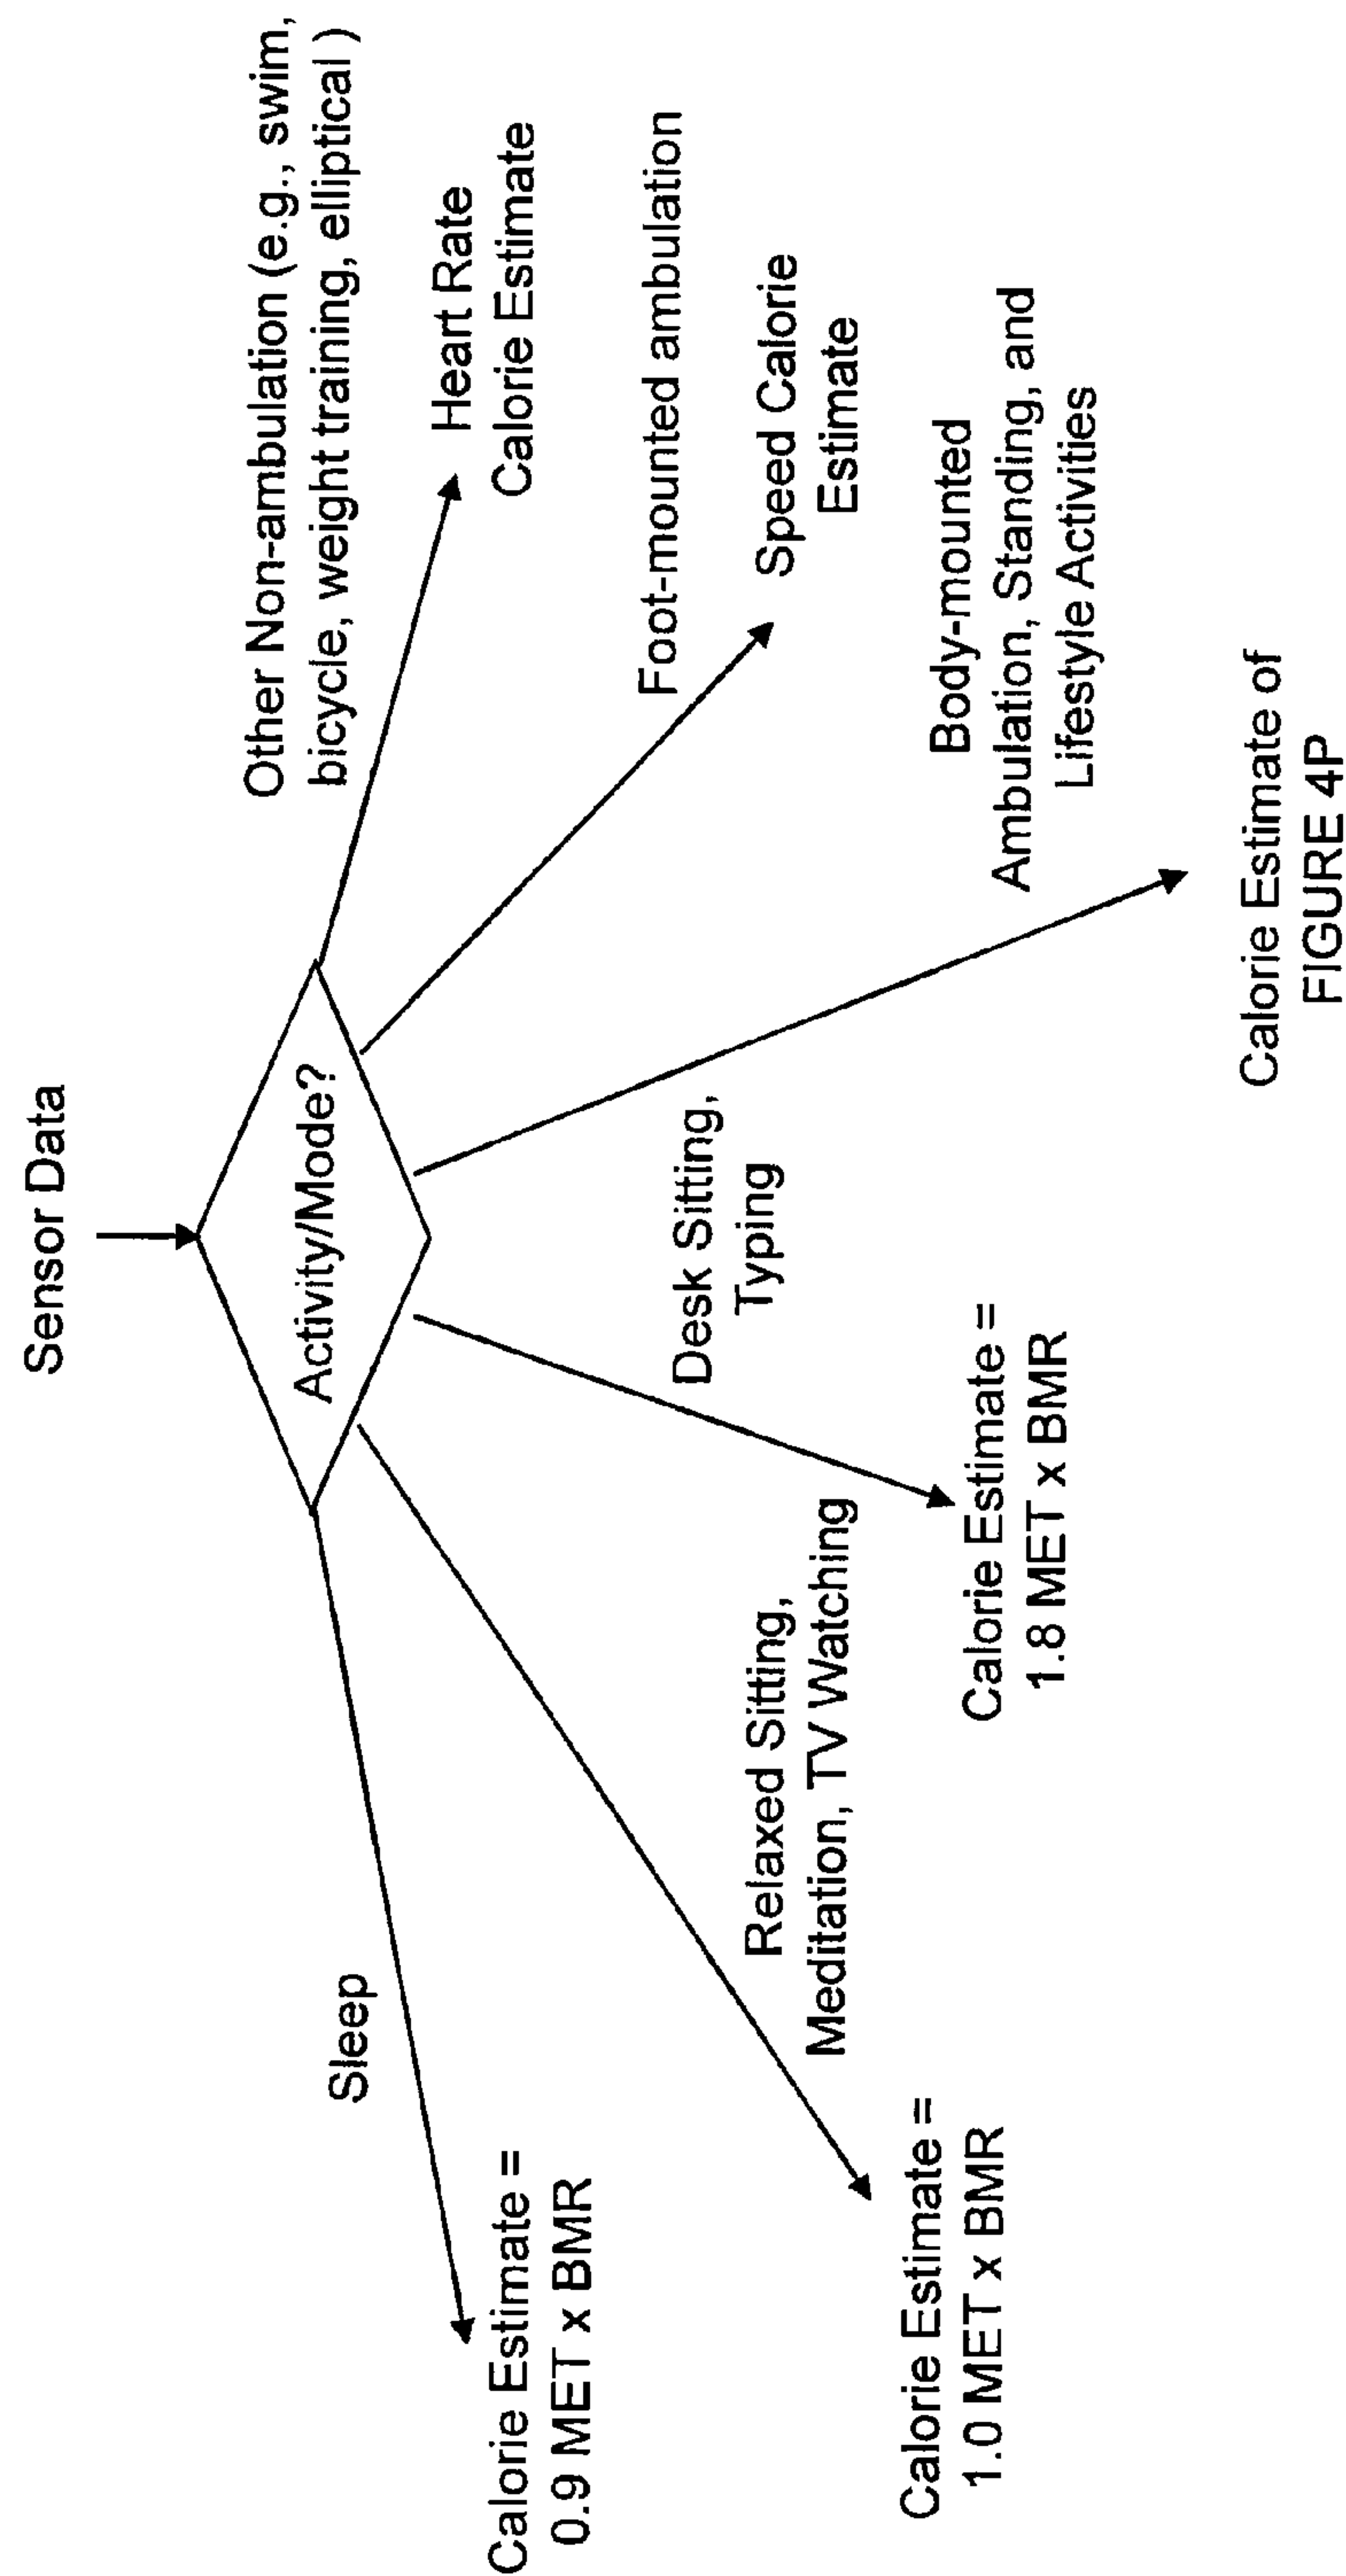 Sensor Data
Activity/Mode?
Sleep
Calorie Estimate =
0.9 MET x BMR
Relaxed Sitting,
Meditation, TV Watching
Calorie Estimate =
1.0 MET x BMR
Desk Sitting,
Typing
Calorie Estimate =
1.8 MET x BMR
Body-mounted
Ambulation, Standing, and
Lifestyle Activities
Calorie Estimate of
FIGURE 4P
Foot-mounted ambulation
Speed Calorie
Estimate
Other Non-ambulation (e.g., swim,
bicycle, weight training, elliptical )
Heart Rate
Calorie Estimate